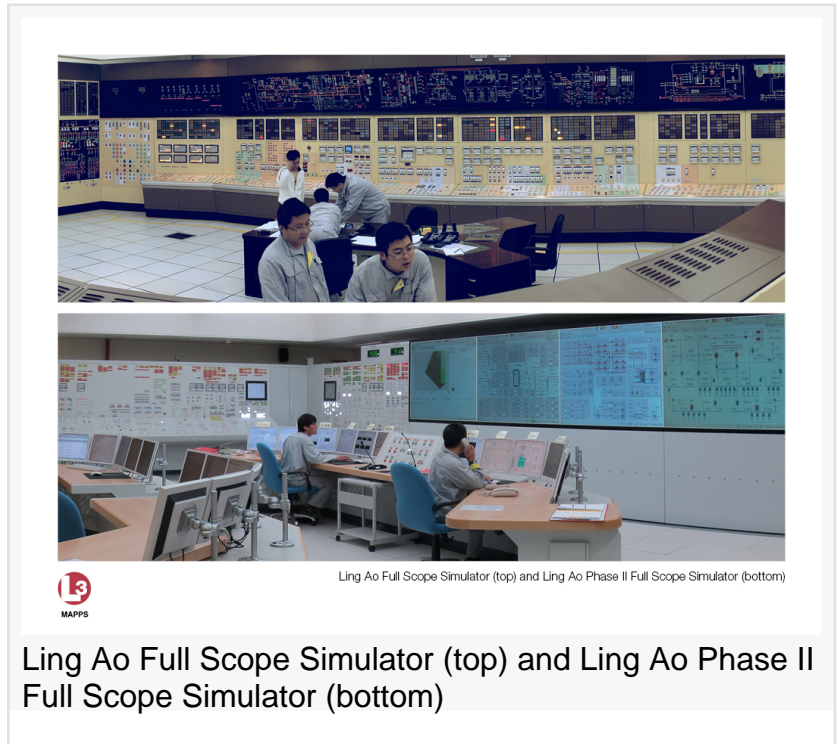 Ling Ao Full Scope Simulator (top) and Ling Ao Phase II Full Scope Simulator (bottom)
L3
MAPPS
Ling Ao Full Scope Simulator (top) and Ling Ao Phase II
Full Scope Simulator (bottom)